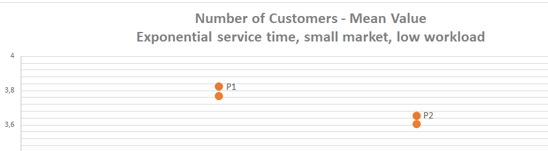 Number of Customers - Mean Value
Exponential service time, small market, low workload
4
3,8
P1
P2
3,6